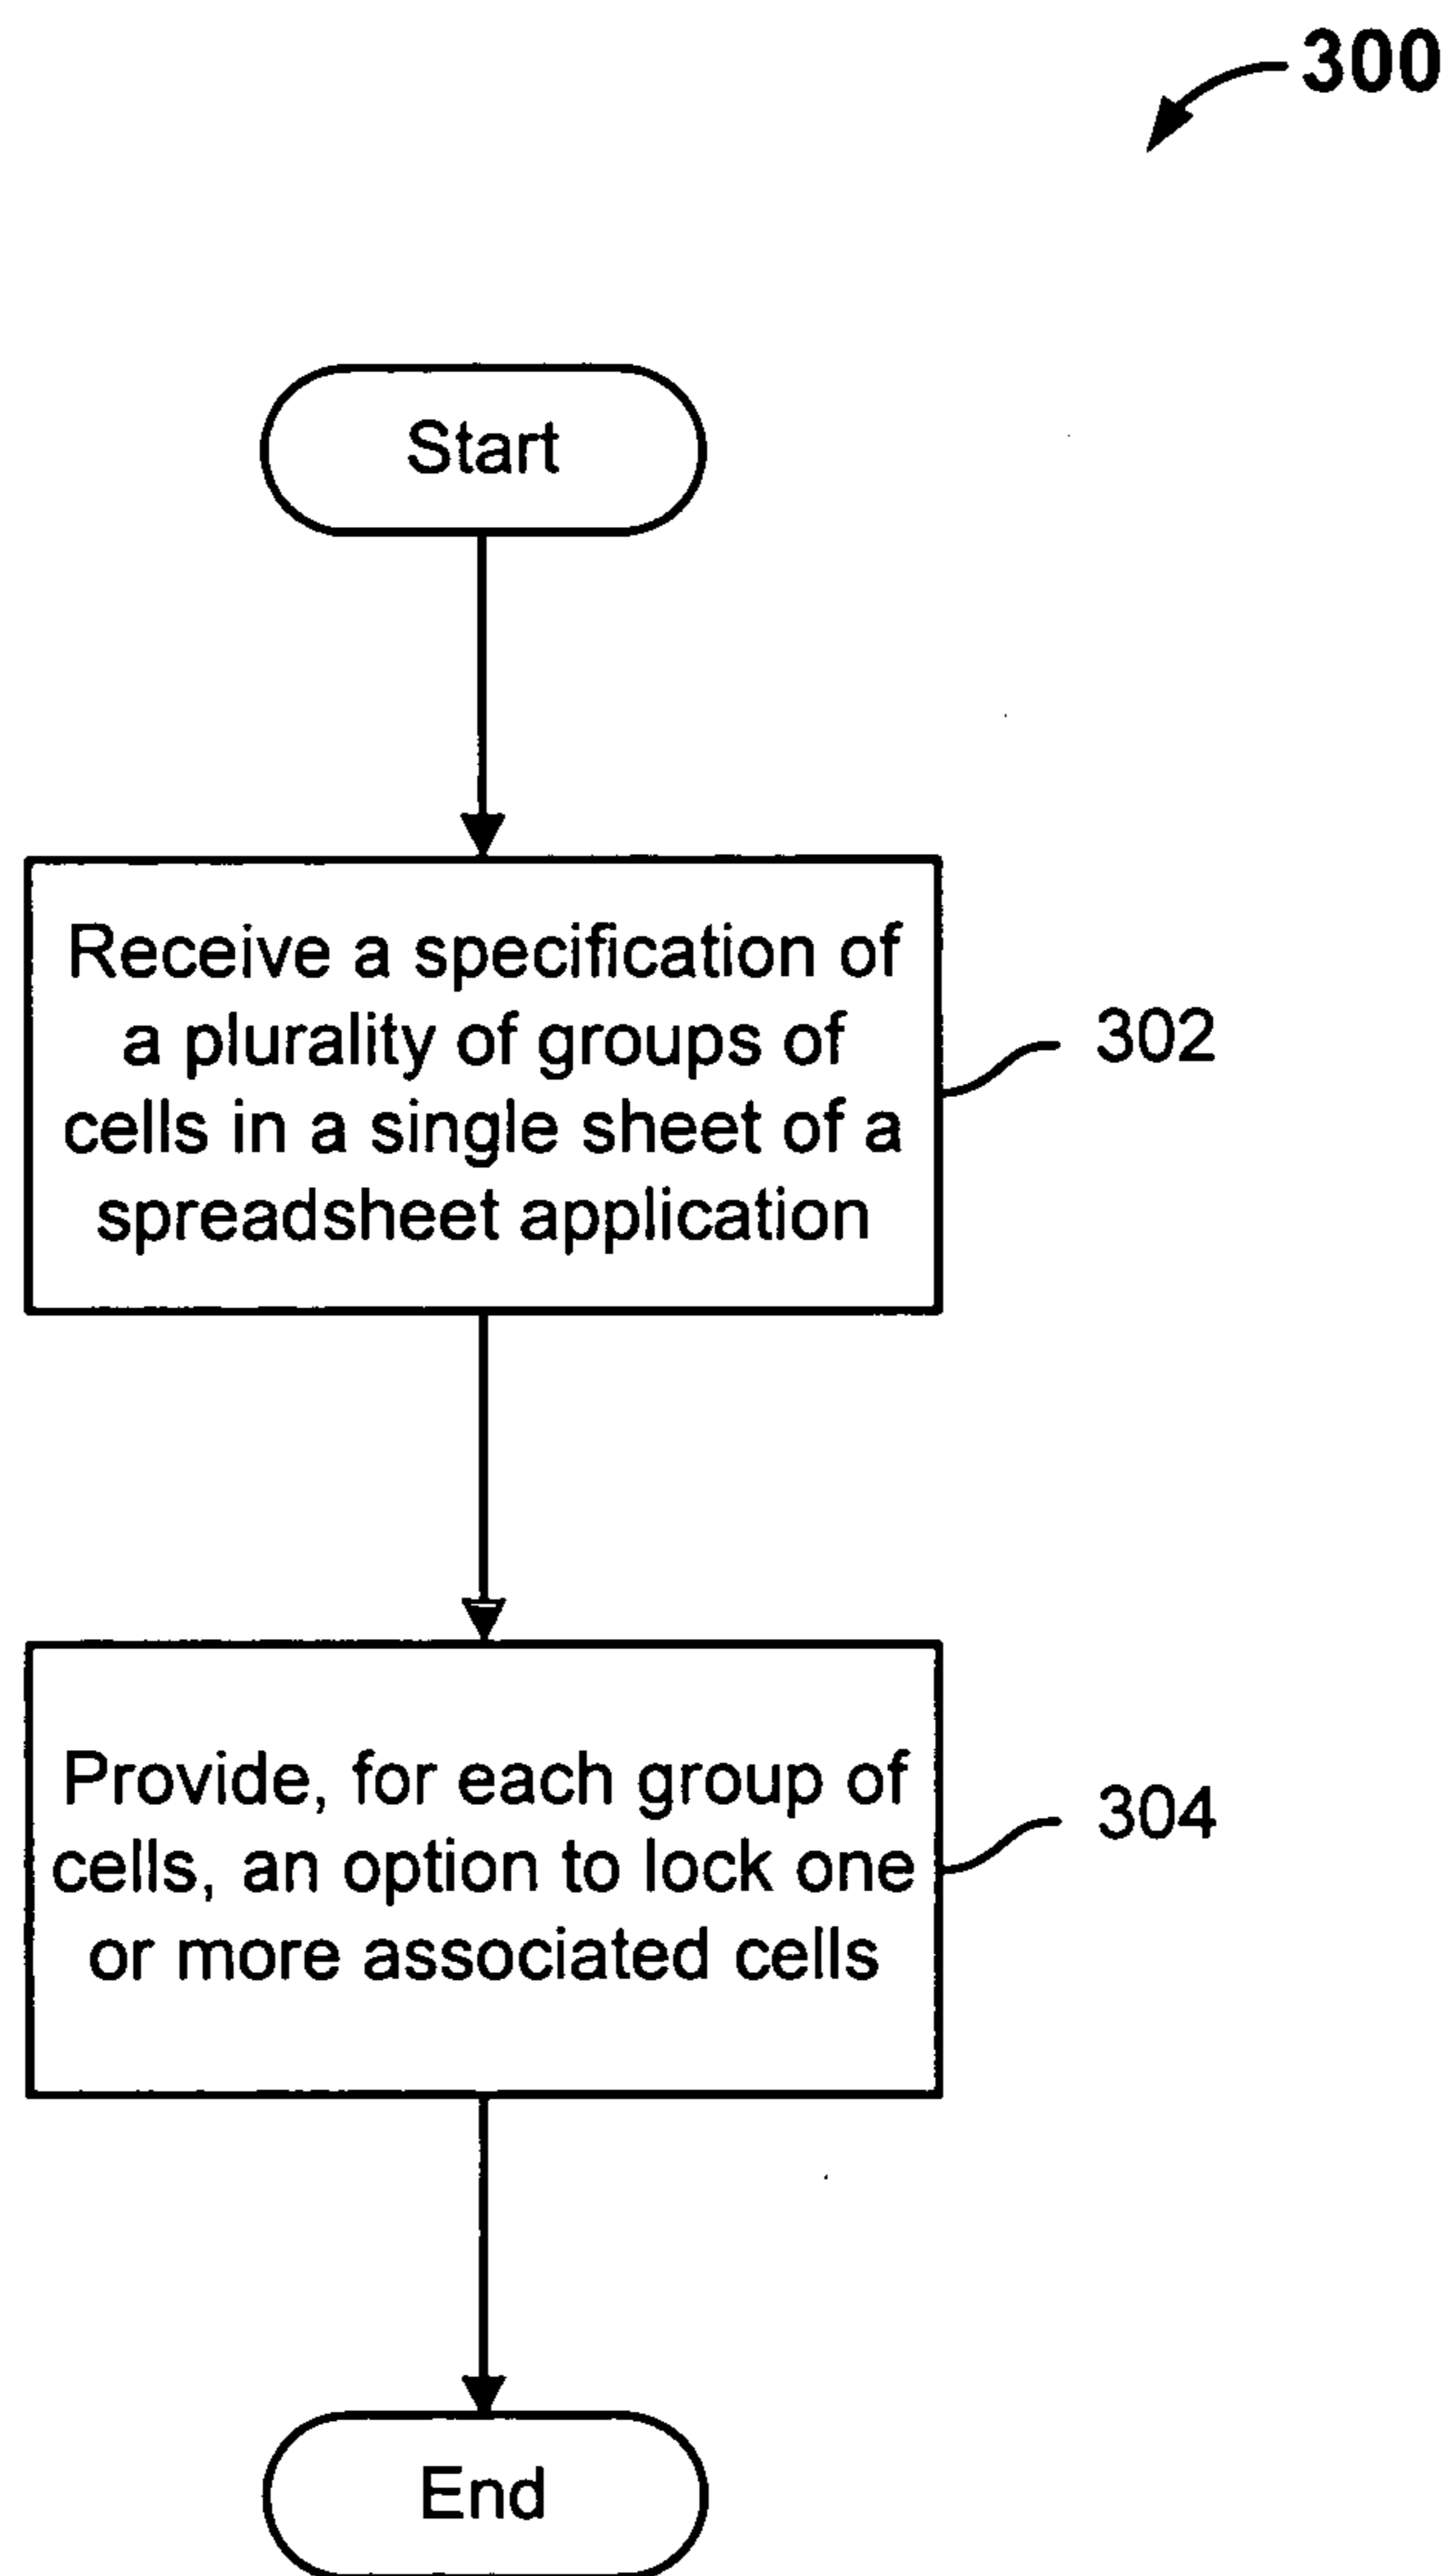 300
Start
Receive a specification of
a plurality of groups of
cells in a single sheet of a
spreadsheet application
302
Provide, for each group of
cells, an option to lock one
or more associated cells
304
End